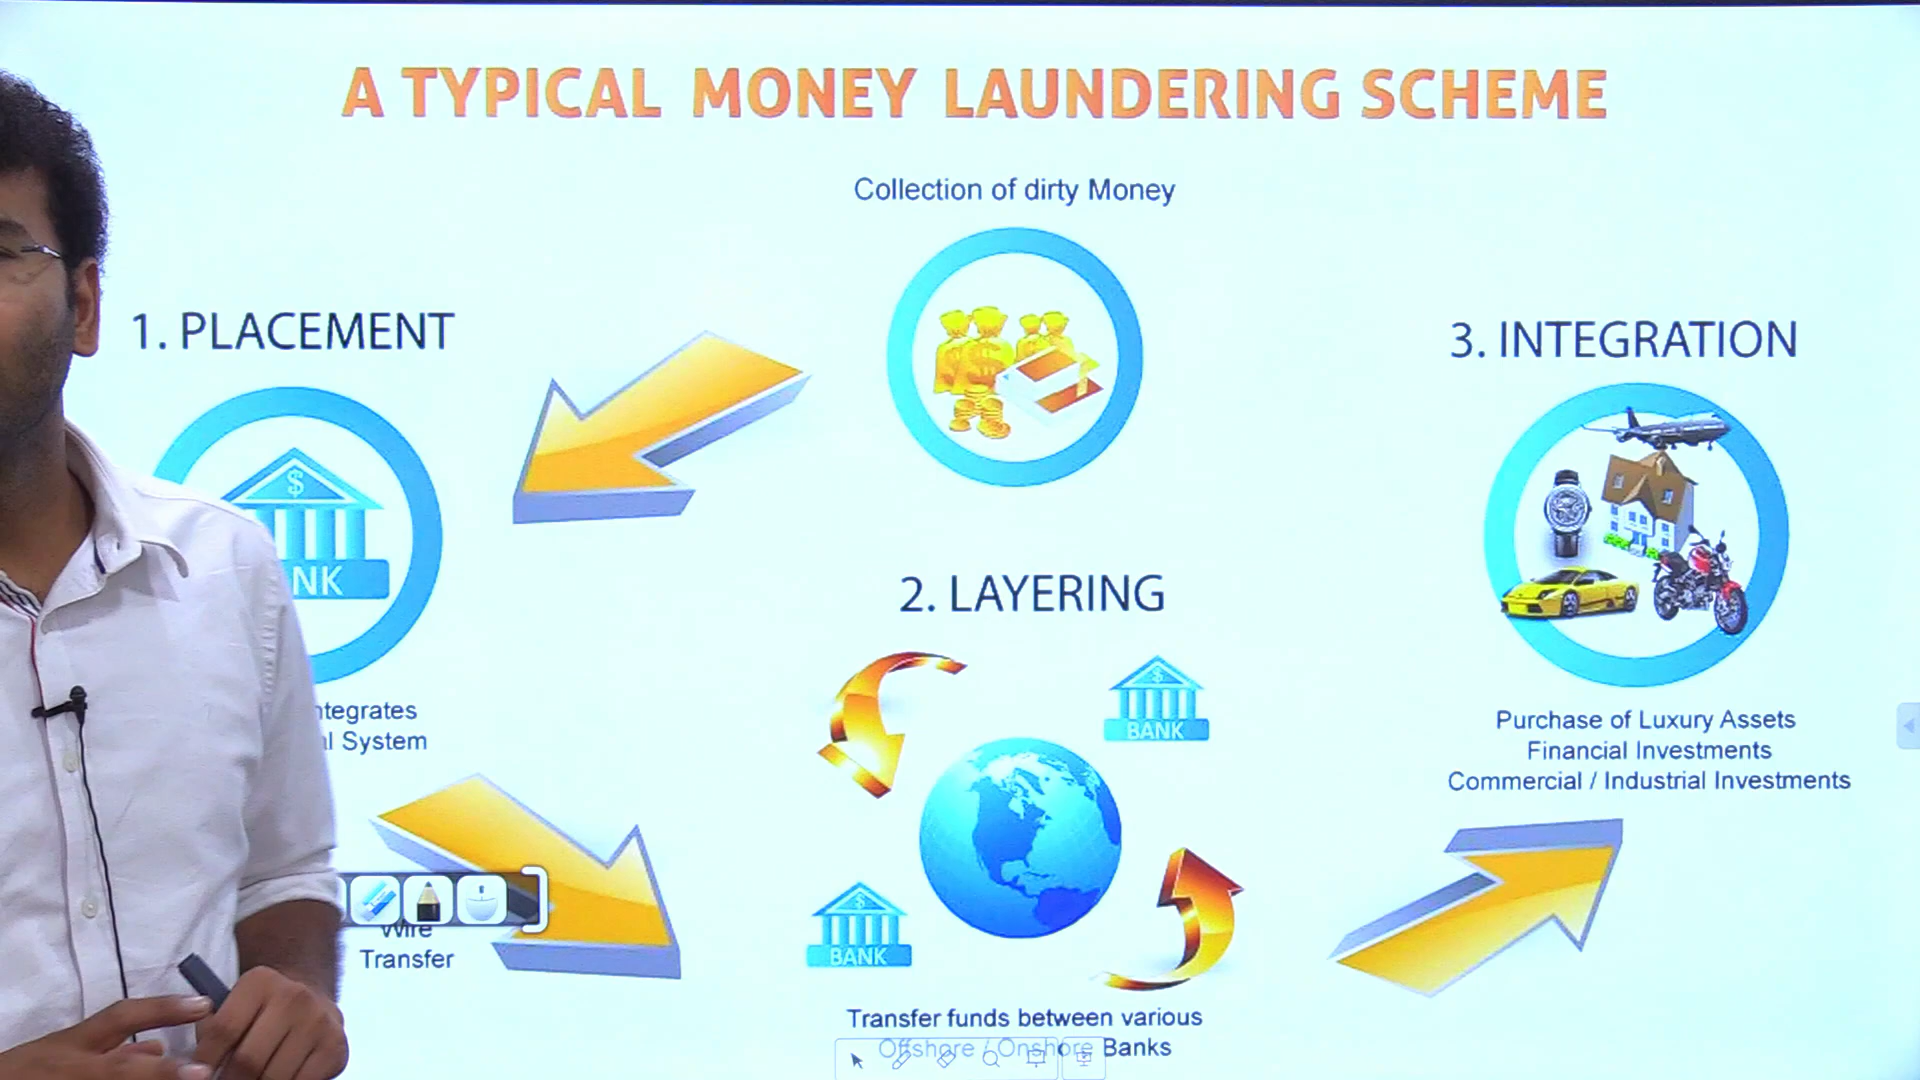 A TYPICAL MONEY LAUNDERING SCHEME
Collection of dirty Money
1. PLACEMENT
$
NK
ntegrates
l System
Wire
Transfer
2. LAYERING
$
BANK
$
BANK
Transfer funds between various
Offshore / Onshore Banks
3. INTEGRATION
Purchase of Luxury Assets
Financial Investments
Commercial / Industrial Investments